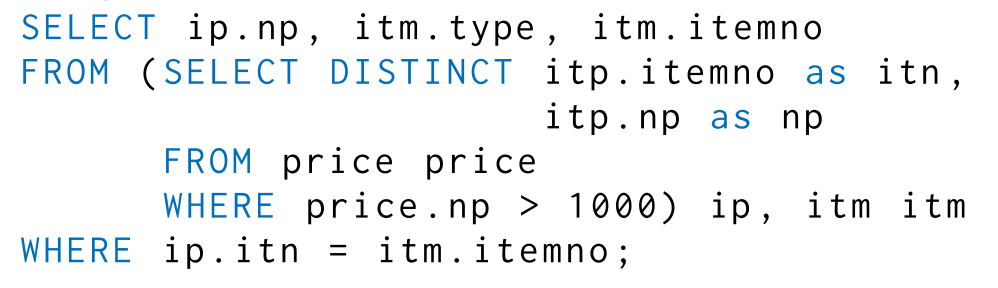 SELECT ip.np, itm.type, itm.itemno
FROM (SELECT DISTINCT itp.itemno as itn,
itp.np as np
FROM price price
WHERE price.np > 1000) ip, itm itm
WHERE ip.itn = itm.itemno;